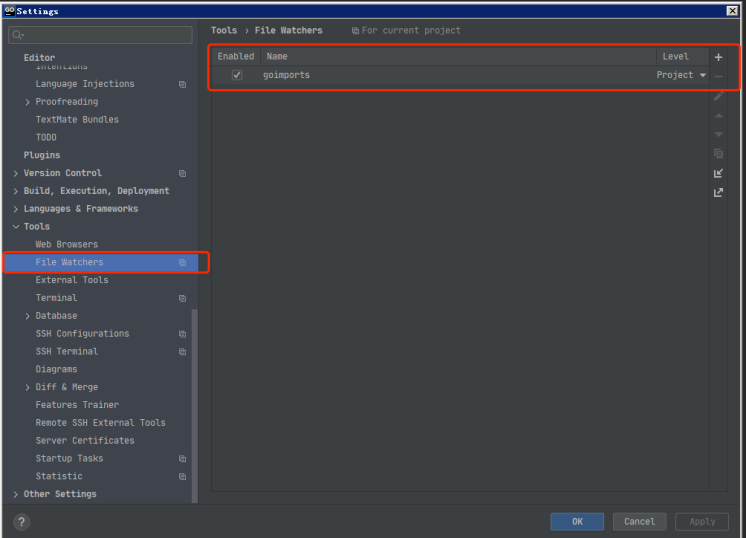 GO Settings
Tools › File Watchers For current project
Editor
Intentions
Language Injections
Proofreading
TextMate Bundles
TODO
Plugins
Version Control
Build, Execution, Deployment
Languages & Frameworks
Tools
Web Browsers
File Watchers
External Tools
Terminal
Database
SSH Configurations
SSH Terminal
Diagrams
Diff & Merge
Features Trainer
Remote SSH External Tools
Server Certificates
Startup Tasks
Statistic
Other Settings
Enabled Name Level
goimports Project
?
OK Cancel Apply